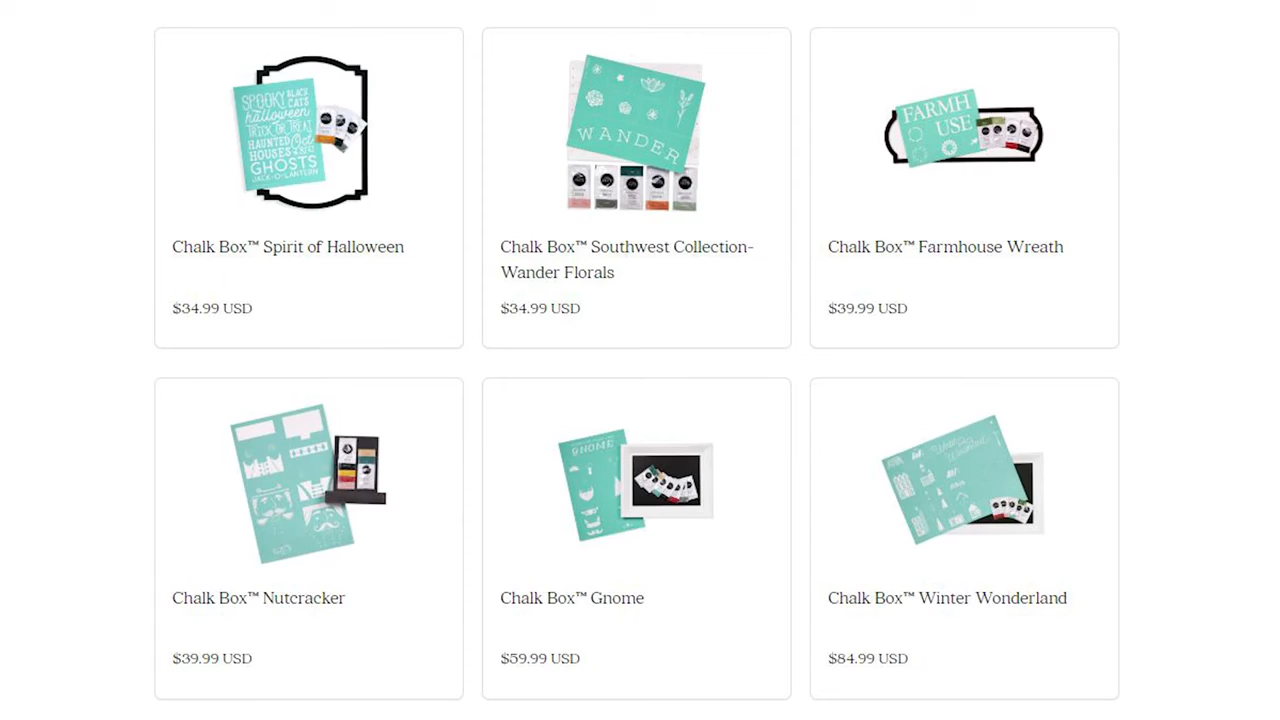 SPOOKY BLACK
CATS
halloween
TRICK OR TREAT
HAUNTED Oct
HOUSES
GHOSTS
JACK-O'-LANTERN
WANDER
FARMH
USE
Chalk Box™ Spirit of Halloween
Chalk Box™ Southwest Collection-
Wander Florals
Chalk Box™ Farmhouse Wreath
$34.99 USD
$34.99 USD
$39.99 USD
GNOME
Chalk Box™ Nutcracker
Chalk Box™ Gnome
Chalk Box™ Winter Wonderland
$39.99 USD
$59.99 USD
$84.99 USD